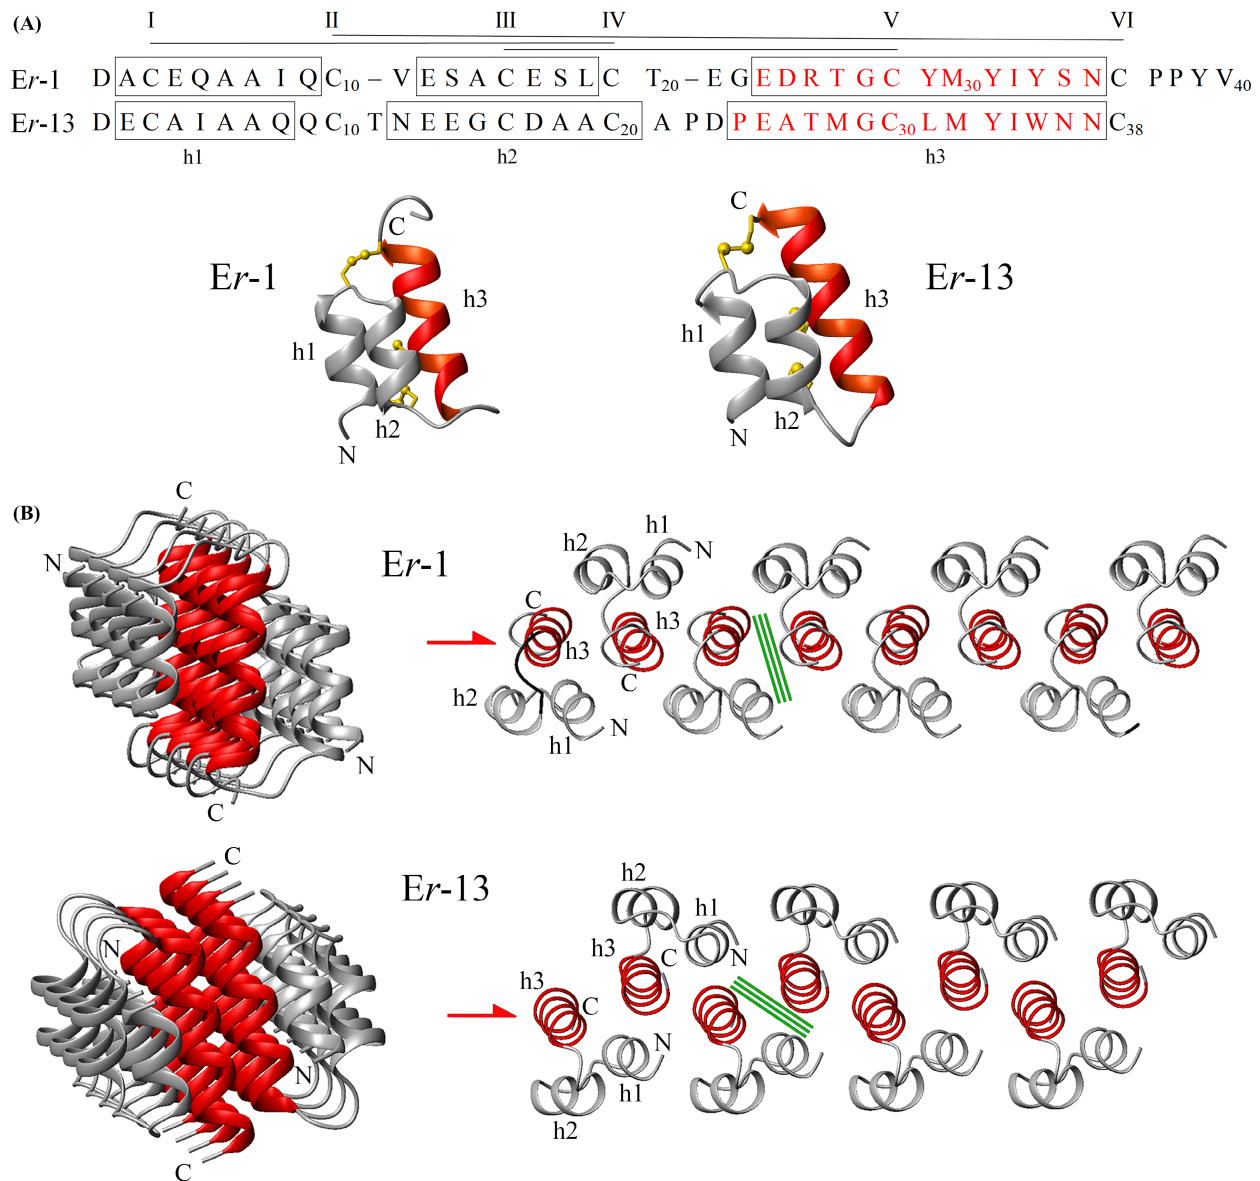 (A)
I II III IV V VI
Er-1 D A C E Q A A I Q C10 – V E S A C E S L C T20 – E G E D R T G C Y M30 Y I Y S N C P P Y V40
Er-13 D E C A I A A Q Q C10 T N E E G C D A A C20 A P D P E A T M G C30 L M Y I W N N C38
h1 h2 h3
C
Er-1
h3
h1
h2
N
C
Er-13
h3
h1
h2
N
(B)
C
N
N
C
Er-1
h1
h2
N
C
h3
h3
C
h2
N
h1
C
N
N
C
Er-13
h2
h1
h3
C
N
h3
C
N
h1
h2